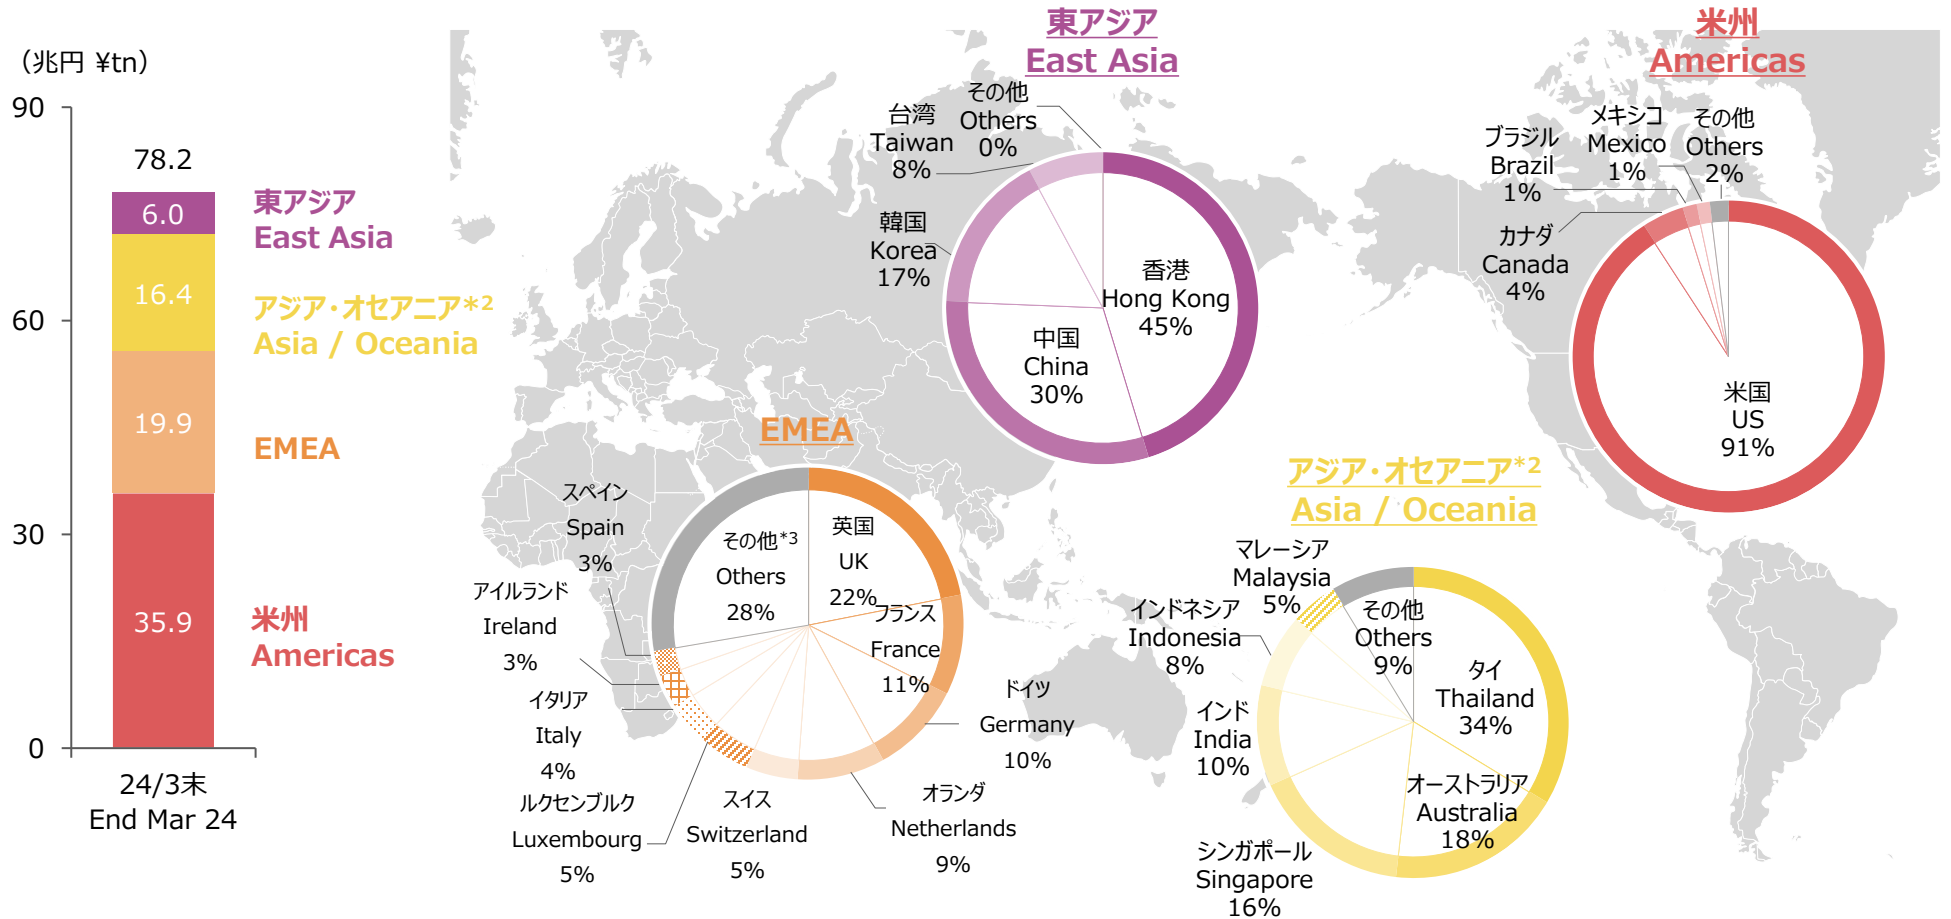 （兆円 ¥tn）
90
60
30
0
78.2
6.0
16.4
19.9
35.9
24/3末
End Mar 24
東アジア
East Asia
アジア・オセアニア*2
Asia / Oceania
EMEA
米州
Americas
東アジア
East Asia
その他
Others
0%
台湾
Taiwan
8%
韓国
Korea
17%
中国
China
30%
香港
Hong Kong
45%
米州
Americas
その他
Others
2%
メキシコ
Mexico
1%
ブラジル
Brazil
1%
カナダ
Canada
4%
米国
US
91%
EMEA
その他*3
Others
28%
英国
UK
22%
フランス
France
11%
ドイツ
Germany
10%
オランダ
Netherlands
9%
スイス
Switzerland
5%
ルクセンブルク
Luxembourg
5%
イタリア
Italy
4%
アイルランド
Ireland
3%
スペイン
Spain
3%
アジア・オセアニア*2
Asia / Oceania
マレーシア
Malaysia
5%
その他
Others
9%
インドネシア
Indonesia
8%
タイ
Thailand
34%
インド
India
10%
オーストラリア
Australia
18%
シンガポール
Singapore
16%